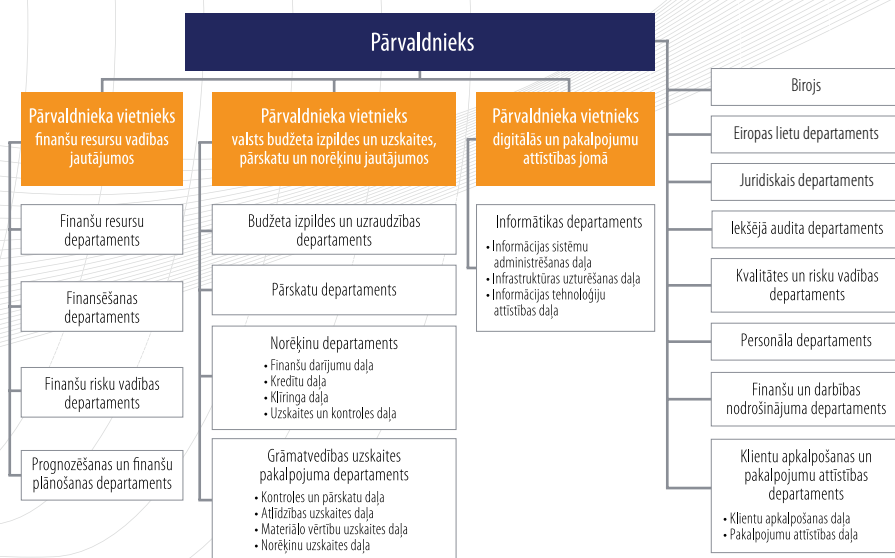 Pārvaldnieks
Pārvaldnieka vietnieks
finanšu resursu vadības
jautājumos
Finanšu resursu
departaments
Finansēšanas
departaments
Finanšu risku vadības
departaments
Prognozēšanas un finanšu
plānošanas departaments
Pārvaldnieka vietnieks
valsts budžeta izpildes un uzskaites,
pārskatu un norēķinu jautājumos
Budžeta izpildes un uzraudzības
departaments
Pārskatu departaments
Norēķinu departaments
• Finanšu darījumu daļa
• Kredītu daļa
• Klīringa daļa
• Uzskaites un kontroles daļa
Grāmatvedības uzskaites
pakalpojuma departaments
• Kontroles un pārskatu daļa
• Atlīdzības uzskaites daļa
• Materiālo vērtību uzskaites daļa
• Norēķinu uzskaites daļa
Pārvaldnieka vietnieks
digitālās un pakalpojumu
attīstības jomā
Informātikas departaments
• Informācijas sistēmu
administrēšanas daļa
• Infrastruktūras uzturēšanas daļa
• Informācijas tehnoloģiju
attīstības daļa
Birojs
Eiropas lietu departaments
Juridiskais departaments
Iekšējā audita departaments
Kvalitātes un risku vadības
departaments
Personāla departaments
Finanšu un darbības
nodrošinājuma departaments
Klientu apkalpošanas un
pakalpojumu attīstības
departaments
• Klientu apkalpošanas daļa
• Pakalpojumu attīstības daļa